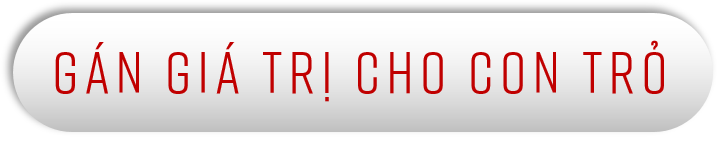 GÁN GIÁ TRỊ CHO CON TRỎ